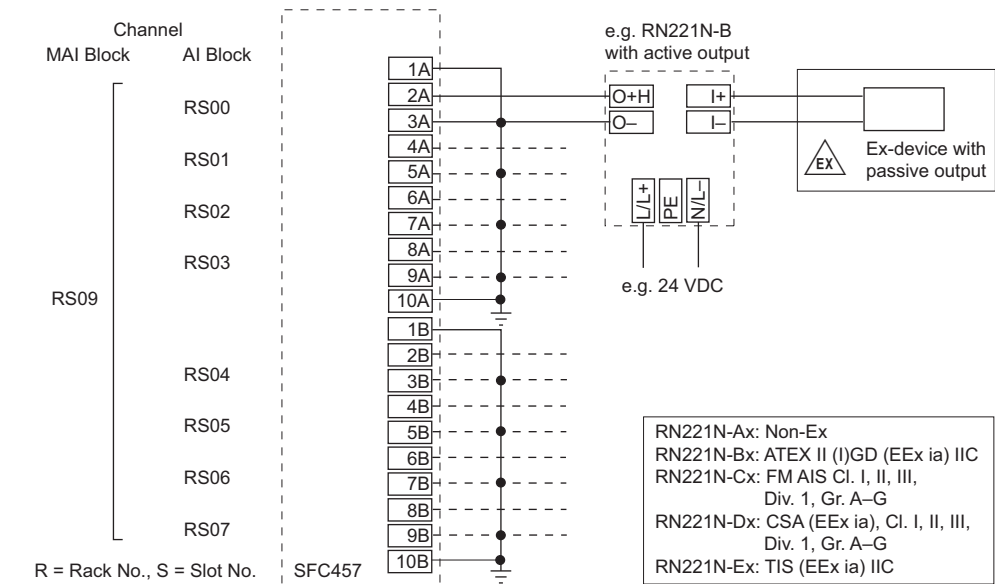 Channel
MAI Block
AI Block
RS09
RS00
RS01
RS02
RS03
RS04
RS05
RS06
RS07
R = Rack No., S = Slot No.
SFC457
1A
2A
3A
4A
5A
6A
7A
8A
9A
10A
1B
2B
3B
4B
5B
6B
7B
8B
9B
10B
e.g. RN221N-B
with active output
O+H
I+
O–
I–
L/L+
PE
N/L–
e.g. 24 VDC
EX
Ex-device with
passive output
RN221N-Ax: Non-Ex
RN221N-Bx: ATEX II (I)GD (EEx ia) IIC
RN221N-Cx: FM AIS Cl. I, II, III,
Div. 1, Gr. A–G
RN221N-Dx: CSA (EEx ia), Cl. I, II, III,
Div. 1, Gr. A–G
RN221N-Ex: TIS (EEx ia) IIC